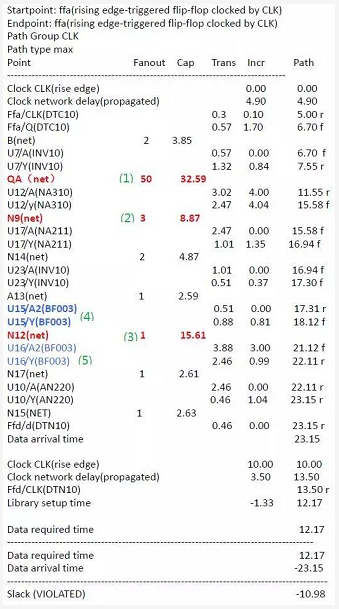 Startpoint: ffa(rising edge-triggered flip-flop clocked by CLK)
Endpoint: ffa(rising edge-triggered flip-flop clocked by CLK)
Path Group CLK
Path type max
Point Fanout Cap Trans Incr Path
Clock CLK(rise edge) 0.00 0.00
Clock network delay(propagated) 4.90 4.90
Ffa/CLK(DTC10) 0.3 0.10 5.00 r
Ffa/Q(DTC10) 0.57 1.70 6.70 f
B(net) 2 3.85
U7/A(INV10) 0.57 0.00 6.70 f
U7/Y(INV10) 1.32 0.84 7.55 r
QA (net) (1) 50 32.59
U12/A(NA310) 3.02 4.00 11.55 r
U12/y(NA310) 2.47 4.04 15.58 f
N9(net) (2) 3 8.87
U17/A(NA211) 2.47 0.00 15.58 f
U17/Y(NA211) 1.01 1.35 16.94 f
N14(net) 2 4.87
U23/A(INV10) 1.01 0.00 16.94 f
U23/Y(INV10) 0.51 0.37 17.30 f
A13(net) 1 2.59
U15/A2(BF003) 0.51 0.00 17.31 r
(4)
U15/Y(BF003) 0.88 0.81 18.12 f
N12(net) (3) 1 15.61
U16/A2(BF003) 3.88 3.00 21.12 f
U16/Y(BF003) (5) 2.46 0.99 22.11 r
N17(net) 1 2.61
U10/A(AN220) 2.46 0.00 22.11 r
U10/Y(AN220) 0.46 1.04 23.15 r
N15(NET) 1 2.63
Ffd/d(DTN10) 0.46 0.00 23.15 r
Data arrival time 23.15
Clock CLK(rise edge) 10.00 10.00
Clock network delay(propagated) 3.50 13.50
Ffd/CLK(DTN10) 13.50 r
Library setup time -1.33 12.17
Data required time 12.17
Data required time 12.17
Data arrival time -23.15
Slack (VIOLATED) -10.98